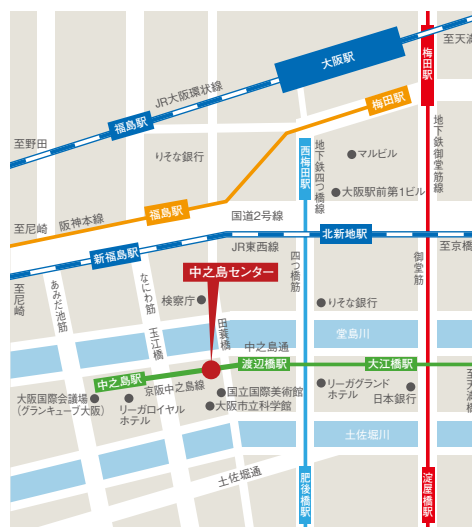 至天満
梅田駅
大阪駅
JR大阪環状線
福島駅
梅田駅
至野田
りそな銀行
西梅田駅
地下鉄四つ橋線
マルビル
地下鉄御堂筋線
大阪駅前第1ビル
至尼崎
阪神本線
福島駅
国道2号線
北新地駅
新福島駅
JR東西線
至京橋
至尼崎
あみだ池筋
なにわ筋
中之島センター
四つ橋筋
御堂筋
検察庁
りそな銀行
玉江橋
田蓑橋
中之島通
堂島川
渡辺橋駅
大江橋駅
中之島駅
京阪中之島線
至天満橋
大阪国際会議場
(グランキューブ大阪)
リーガロイヤル
ホテル
国立国際美術館
大阪市立科学館
リーガグランド
ホテル
日本銀行
土佐堀川
土佐堀通
肥後橋駅
淀屋橋駅